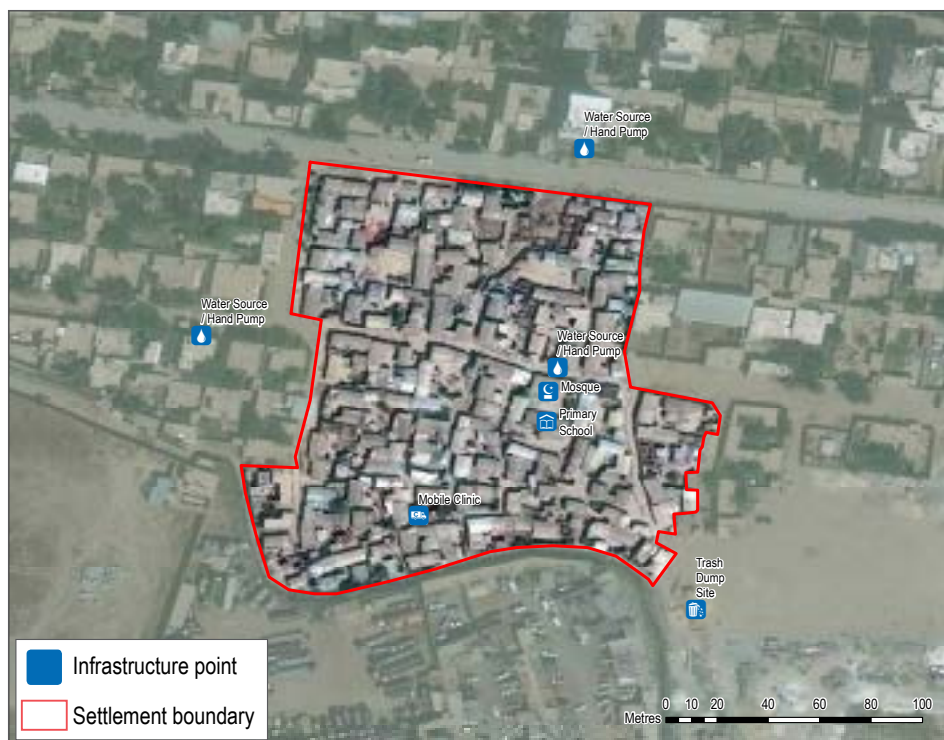 Water Source
/ Hand Pump
Water Source
/ Hand Pump
Water Source
/ Hand Pump
Mosque
Primary
School
Mobile Clinic
Trash
Dump
Site
Infrastructure point
Settlement boundary
Metres
0 20 40 60 80 100